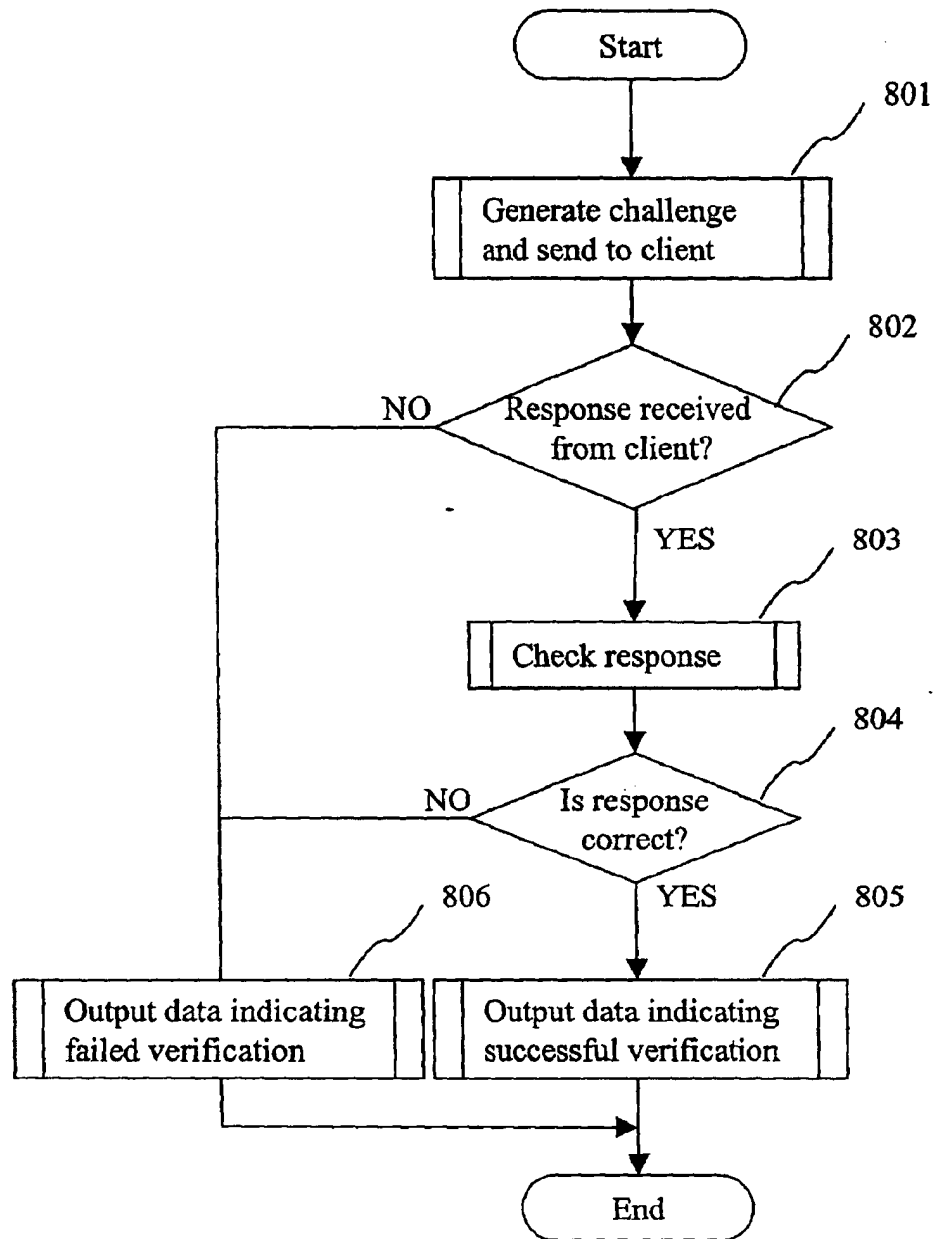 Start
801
Generate challenge
and send to client
802
NO
Response received
from client?
YES
803
Check response
804
NO
Is response
correct?
YES
806
805
Output data indicating
failed verification
Output data indicating
successful verification
End